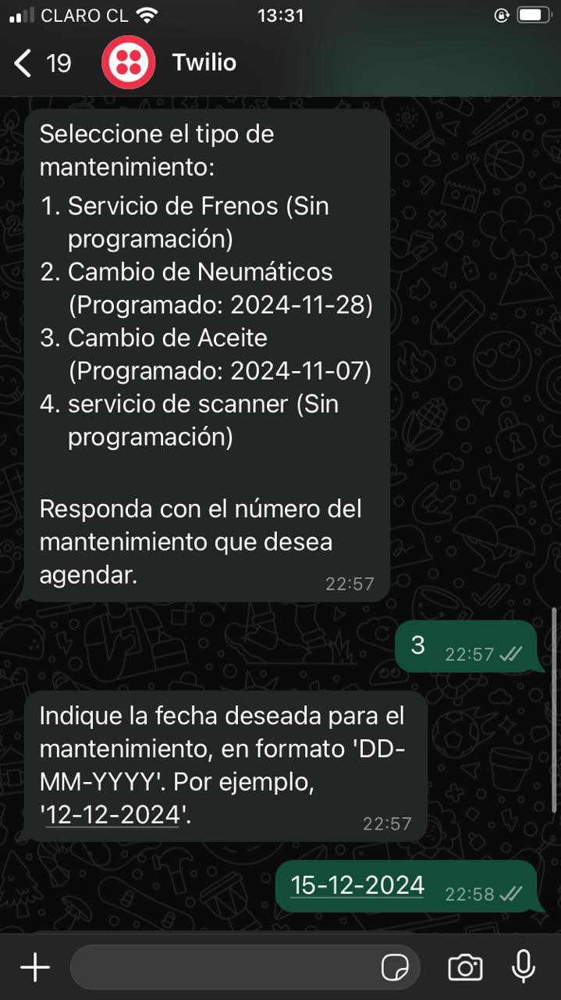 CLARO CL 13:31
19 Twilio
Seleccione el tipo de
mantenimiento:
1. Servicio de Frenos (Sin
programación)
2. Cambio de Neumáticos
(Programado: 2024-11-28)
3. Cambio de Aceite
(Programado: 2024-11-07)
4. servicio de scanner (Sin
programación)
Responda con el número del
mantenimiento que desea
agendar.
22:57
3 22:57
Indique la fecha deseada para el
mantenimiento, en formato 'DD-
MM-YYYY'. Por ejemplo,
'12-12-2024'.
22:57
15-12-2024 22:58